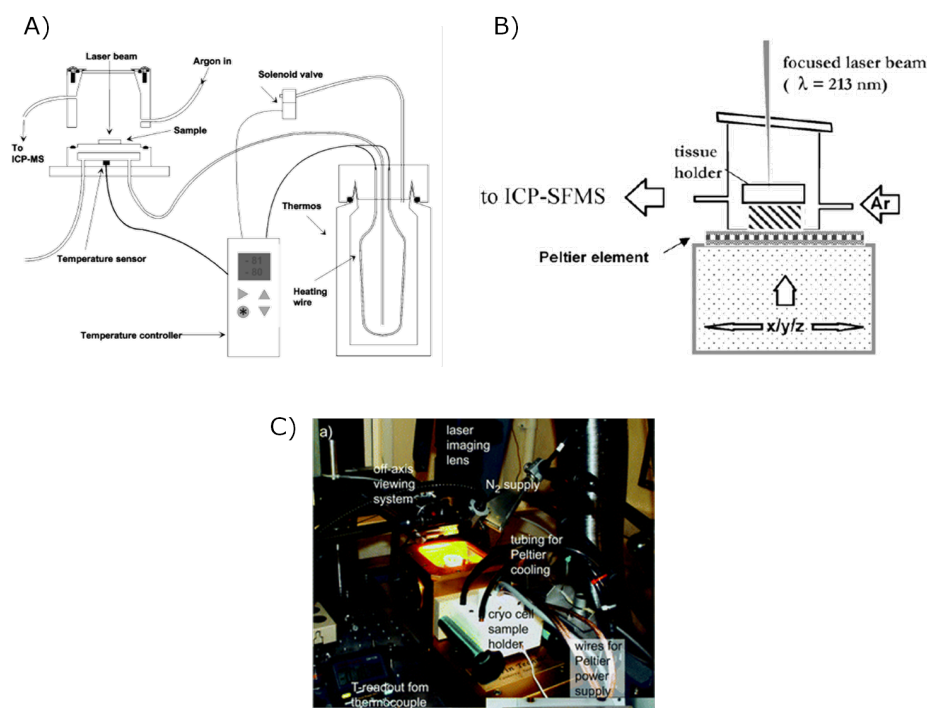 A)
Laser beam
Argon in
Solenoid valve
To
ICP-MS
Sample
Thermos
Temperature sensor
Heating
wire
- 81
- 80
Temperature controller
B)
focused laser beam
( λ = 213 nm)
tissue
holder
to ICP-SFMS
Ar
Peltier element
x/y/z
C)
a)
laser
imaging
lens
off-axis
viewing
system
N2 supply
tubing for
Peltier
cooling
cryo cell
sample
holder
wires for
Peltier
power
supply
T-readout fom
thermocouple